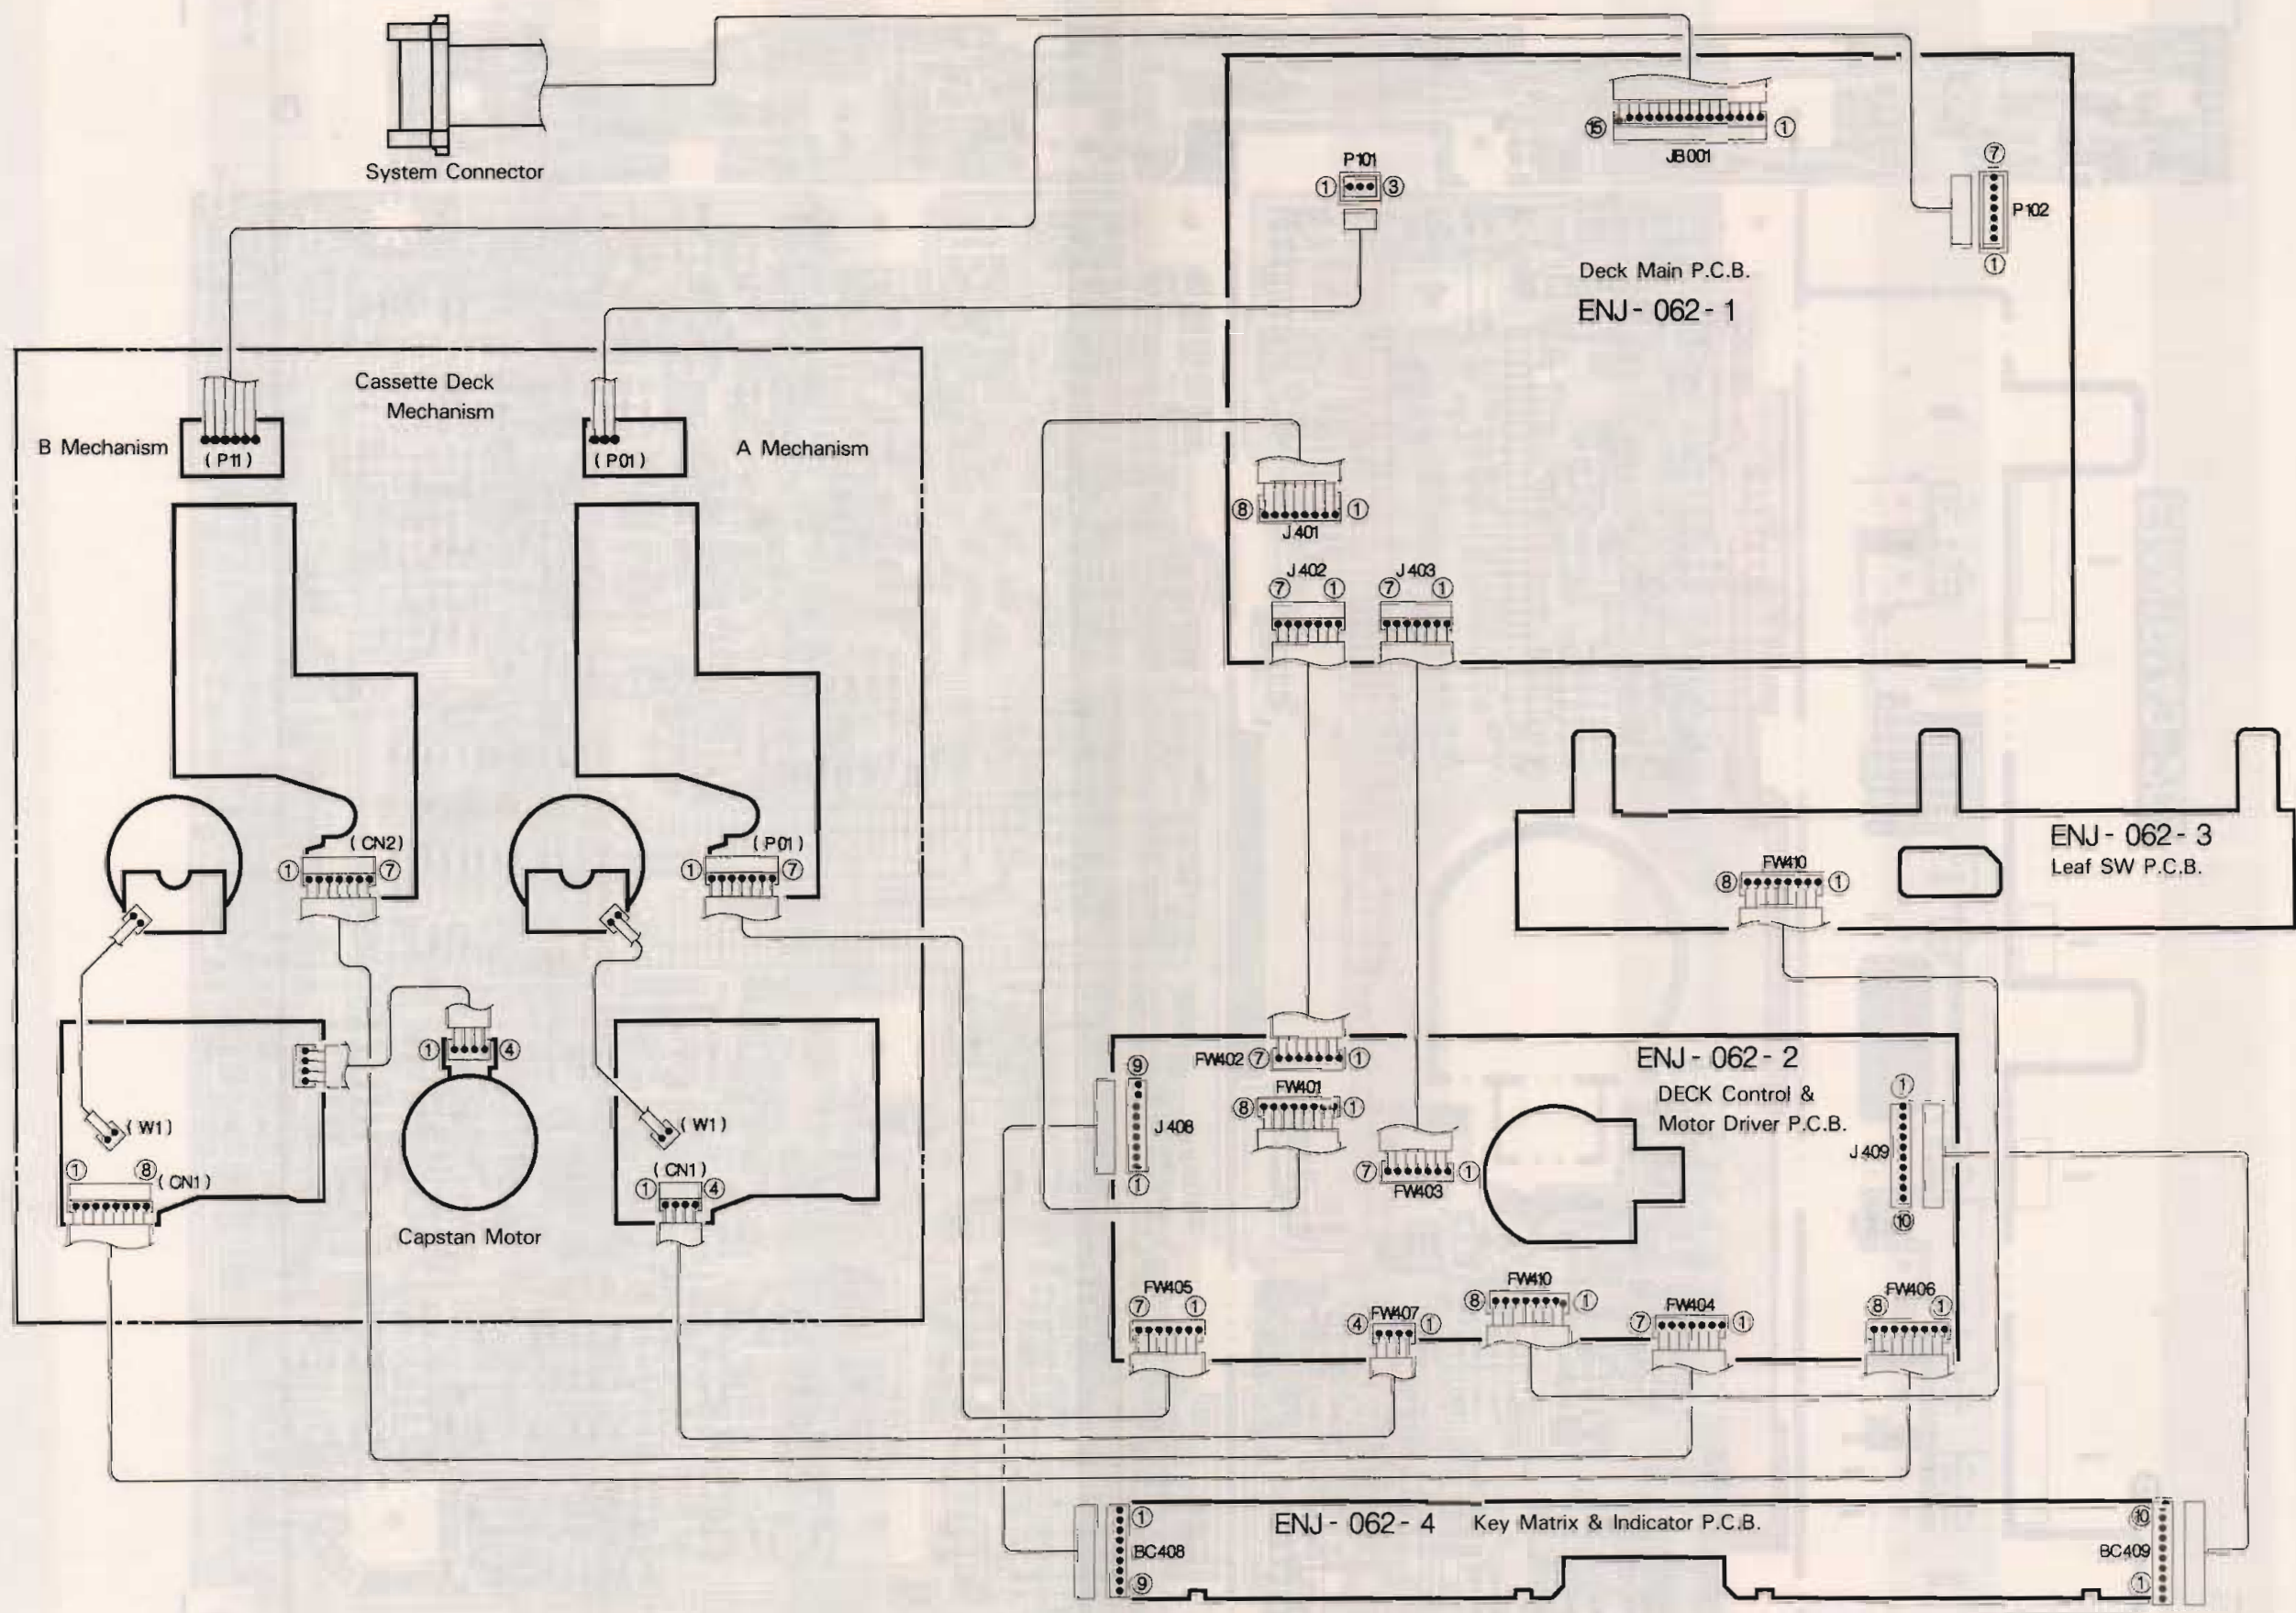 System Connector
⑮ ①
JB001
P101
① ③
⑦
P102
①
Deck Main P.C.B.
ENJ - 062 - 1
Cassette Deck
Mechanism
B Mechanism
(P11)
(P01)
A Mechanism
⑧ ①
J401
J402
⑦ ①
J403
⑦ ①
(CN2)
① ⑦
(P01)
① ⑦
ENJ - 062 - 3
Leaf SW P.C.B.
FW410
⑧ ①
① ④
(W1)
① ⑧ (CN1)
Capstan Motor
(W1)
(CN1)
① ④
FW402 ⑦ ①
FW401
⑧ ①
⑨
J408
①
⑦ ①
FW403
ENJ - 062 - 2
DECK Control &
Motor Driver P.C.B.
①
J409
⑩
FW405
⑦ ①
FW407
④ ①
FW410
⑧ ①
FW404
⑦ ①
FW406
⑧ ①
①
BC408
⑨
ENJ - 062 - 4 Key Matrix & Indicator P.C.B.
⑩
BC409
①